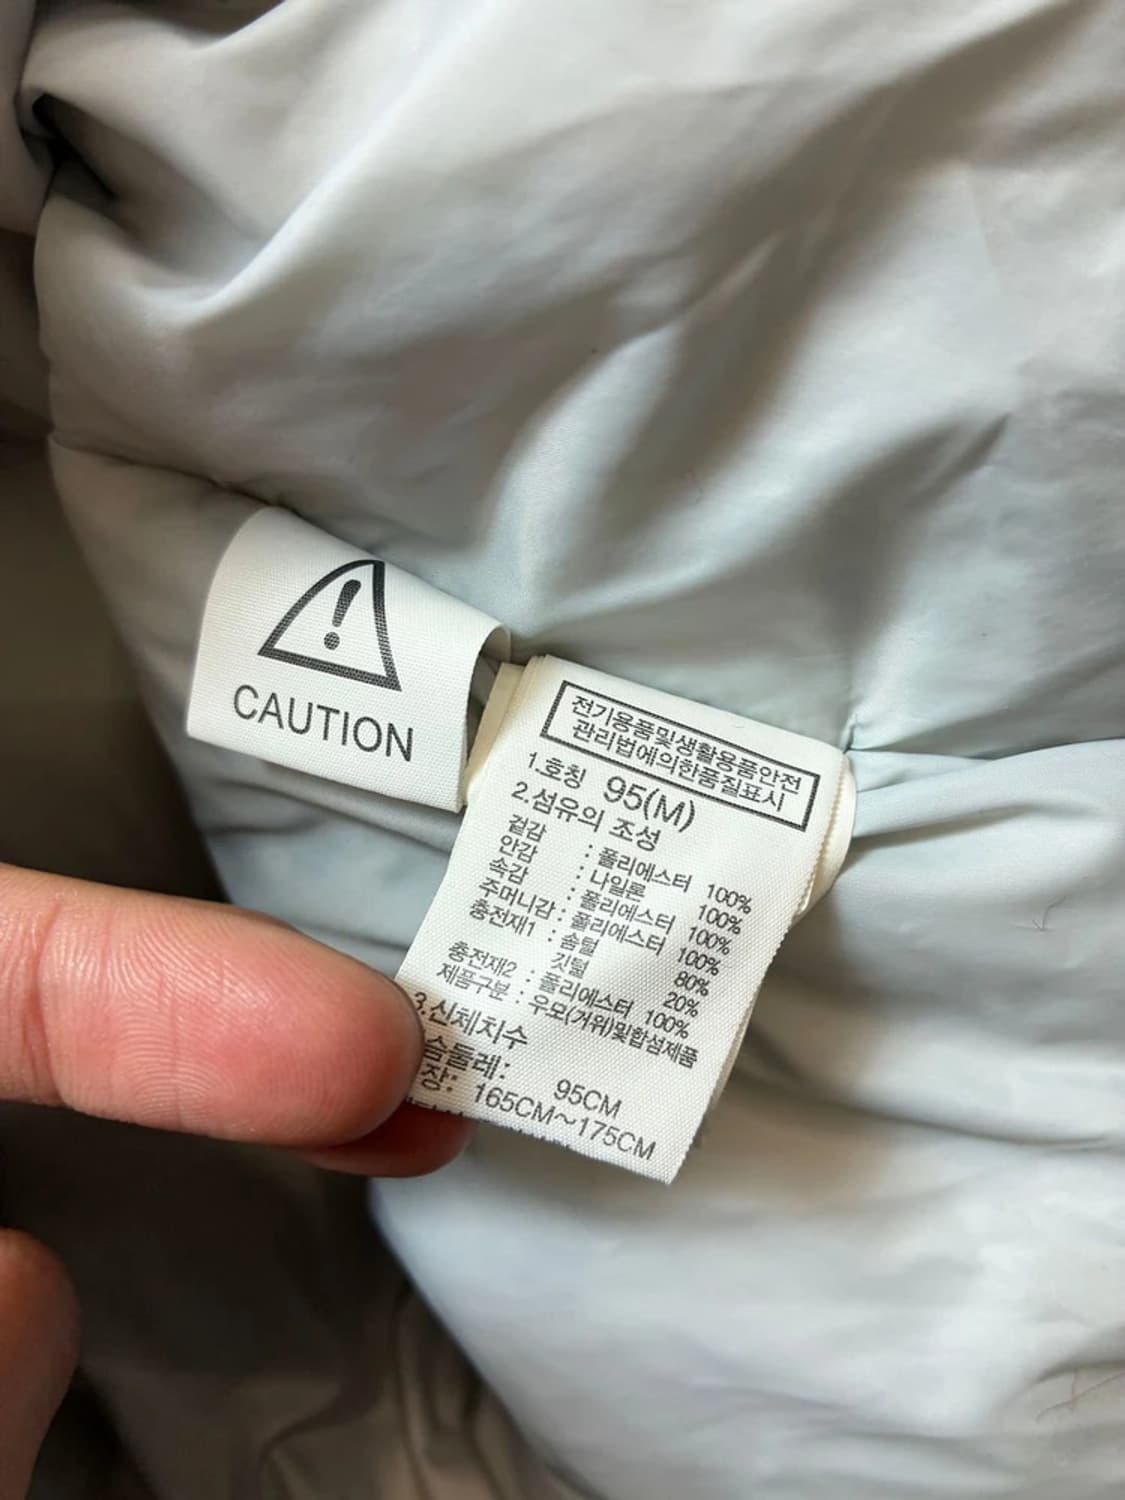 CAUTION
전기용품및생활용품안전
관리법에의한품질표시
1.호칭 95(M)
2.섬유의 조성
겉감 : 폴리에스터 100%
안감 : 나일론 100%
속감 : 폴리에스터 100%
주머니감 : 폴리에스터 100%
충전재1 : 솜털 80%
깃털 20%
충전재2 : 폴리에스터 100%
제품구분 : 우모(거위)및합섬제품
3.신체치수
슴둘레: 95CM
장: 165CM~175CM